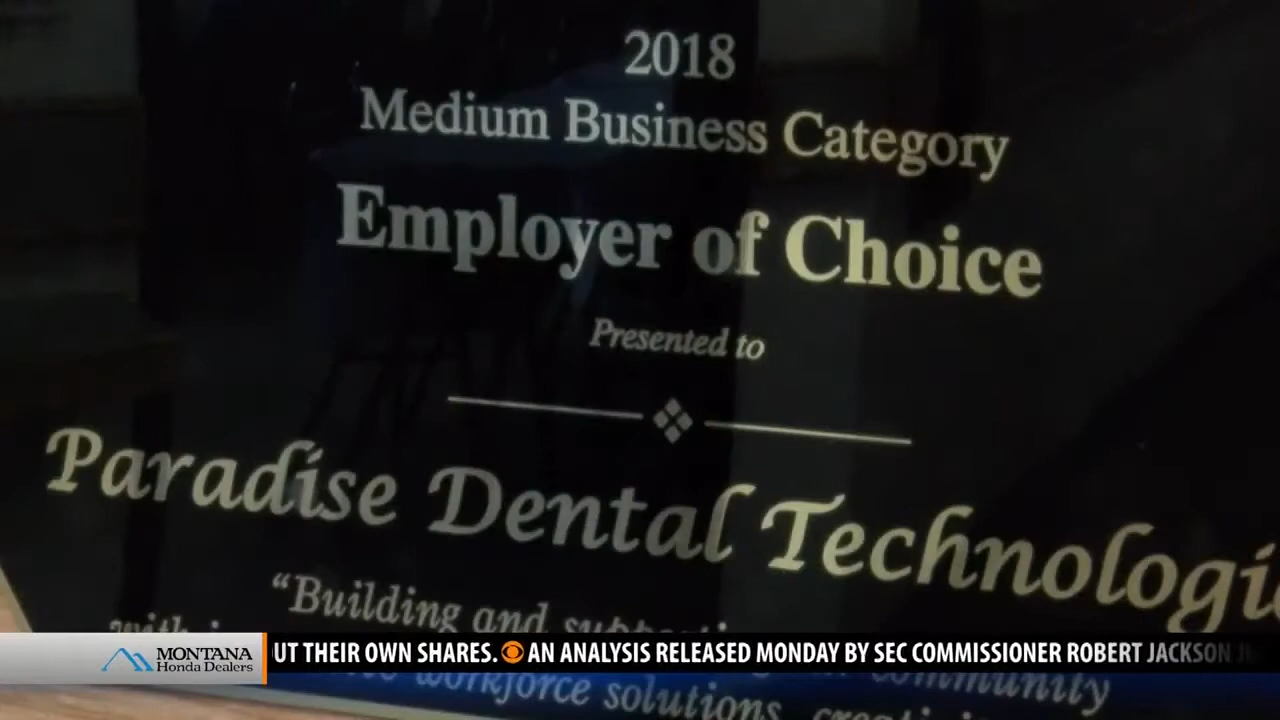 2018
Medium Business Category
Employer of Choice
Presented to
Paradise Dental Technologi
“Building and
workforce solutions,
community
MONTANA
Honda Dealers
UT THEIR OWN SHARES. AN ANALYSIS RELEASED MONDAY BY SEC COMMISSIONER ROBERT JACKSON